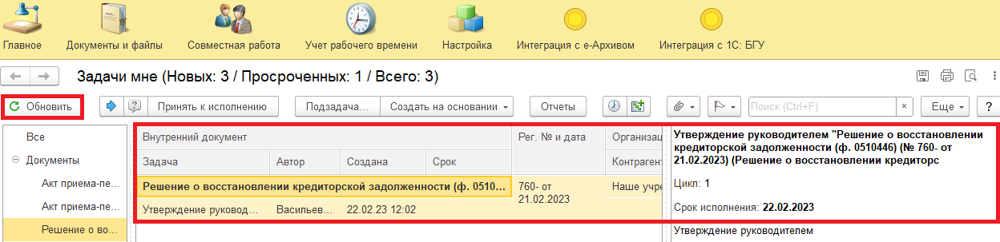 Главное Документы и файлы Совместная работа Учет рабочего времени Настройка Интеграция с е-Архивом Интеграция с 1С: БГУ
Задачи мне (Новых: 3 / Просроченных: 1 / Всего: 3)
Обновить Принять к исполнению Подзадача... Создать на основании Отчеты Поиск (Ctrl+F) × Еще ?
Все
Документы
Акт приема-пе...
Акт приема-пе...
Решение о во...
Внутренний документ Рег. № и дата Организац
Задача Автор Создана Срок Контрагент
Решение о восстановлении кредиторской задолженности (ф. 0510... 760- от Наше учре
21.02.2023
Утверждение руковод... Васильев... 22.02.23 12:02
Утверждение руководителем "Решение о восстановлении
кредиторской задолженности (ф. 0510446) (№ 760- от
21.02.2023) (Решение о восстановлении кредиторс
Цикл: 1
Срок исполнения: 22.02.2023
Утверждение руководителем